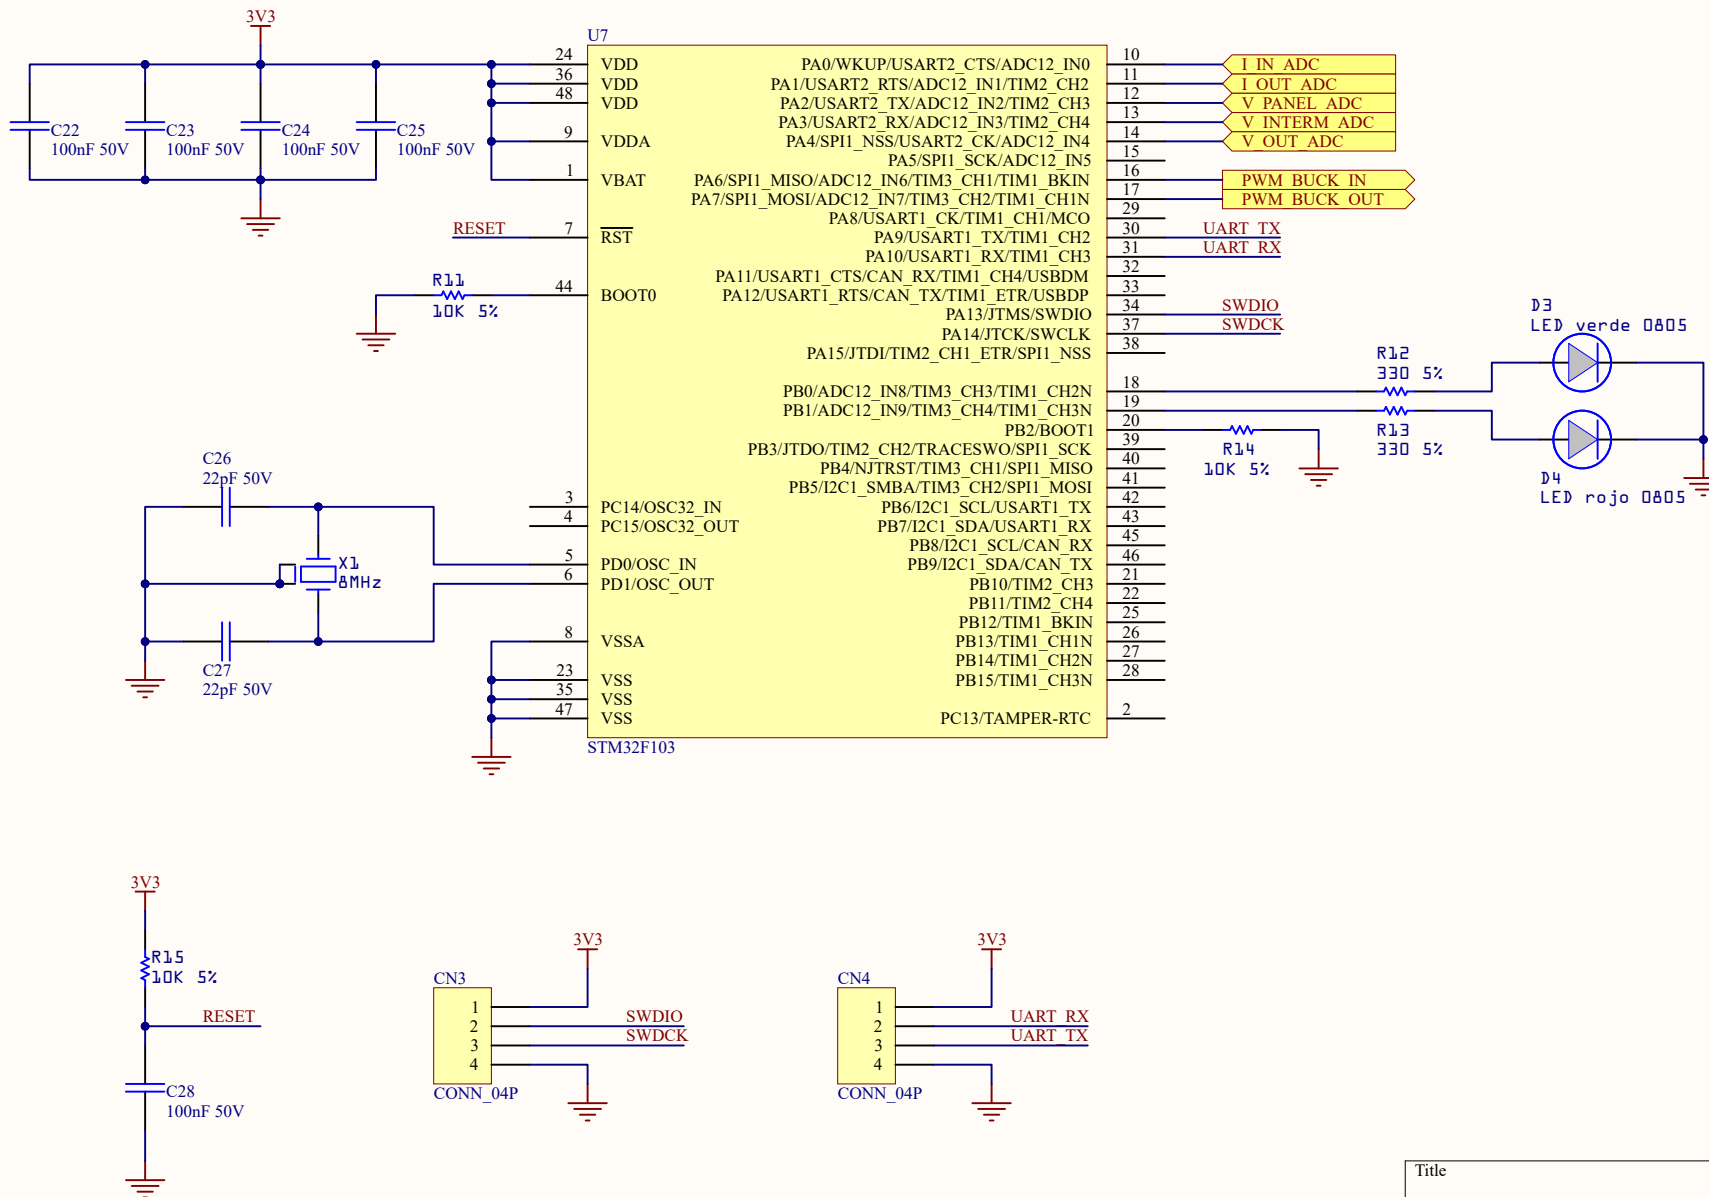 3V3
C22
100nF 50V
C23
100nF 50V
C24
100nF 50V
C25
100nF 50V
U7
24 VDD
36 VDD
48 VDD
9 VDDA
1 VBAT
RESET 7 RST
R11
10K 5%
44 BOOT0
C26
22pF 50V
X1
8MHz
C27
22pF 50V
3 PC14/OSC32_IN
4 PC15/OSC32_OUT
5 PD0/OSC_IN
6 PD1/OSC_OUT
8 VSSA
23 VSS
35 VSS
47 VSS
STM32F103
PA0/WKUP/USART2_CTS/ADC12_IN0 10 I_IN_ADC
PA1/USART2_RTS/ADC12_IN1/TIM2_CH2 11 I_OUT_ADC
PA2/USART2_TX/ADC12_IN2/TIM2_CH3 12 V_PANEL_ADC
PA3/USART2_RX/ADC12_IN3/TIM2_CH4 13 V_INTERM_ADC
PA4/SPI1_NSS/USART2_CK/ADC12_IN4 14 V_OUT_ADC
PA5/SPI1_SCK/ADC12_IN5 15
PA6/SPI1_MISO/ADC12_IN6/TIM3_CH1/TIM1_BKIN 16 PWM_BUCK_IN
PA7/SPI1_MOSI/ADC12_IN7/TIM3_CH2/TIM1_CH1N 17 PWM_BUCK_OUT
PA8/USART1_CK/TIM1_CH1/MCO 29
PA9/USART1_TX/TIM1_CH2 30 UART_TX
PA10/USART1_RX/TIM1_CH3 31 UART_RX
PA11/USART1_CTS/CAN_RX/TIM1_CH4/USBDM 32
PA12/USART1_RTS/CAN_TX/TIM1_ETR/USBDP 33
PA13/JTMS/SWDIO 34 SWDIO
PA14/JTCK/SWCLK 37 SWDCK
PA15/JTDI/TIM2_CH1_ETR/SPI1_NSS 38
PB0/ADC12_IN8/TIM3_CH3/TIM1_CH2N 18
PB1/ADC12_IN9/TIM3_CH4/TIM1_CH3N 19
PB2/BOOT1 20
PB3/JTDO/TIM2_CH2/TRACESWO/SPI1_SCK 39
PB4/NJTRST/TIM3_CH1/SPI1_MISO 40
PB5/I2C1_SMBA/TIM3_CH2/SPI1_MOSI 41
PB6/I2C1_SCL/USART1_TX 42
PB7/I2C1_SDA/USART1_RX 43
PB8/I2C1_SCL/CAN_RX 45
PB9/I2C1_SDA/CAN_TX 46
PB10/TIM2_CH3 21
PB11/TIM2_CH4 22
PB12/TIM1_BKIN 25
PB13/TIM1_CH1N 26
PB14/TIM1_CH2N 27
PB15/TIM1_CH3N 28
PC13/TAMPER-RTC 2
R12
330 5%
R13
330 5%
R14
10K 5%
D3
LED verde 0805
D4
LED rojo 0805
3V3
R15
10K 5%
RESET
C28
100nF 50V
3V3
CN3
1
2 SWDIO
3 SWDCK
4
CONN_04P
3V3
CN4
1
2 UART_RX
3 UART_TX
4
CONN_04P
Title